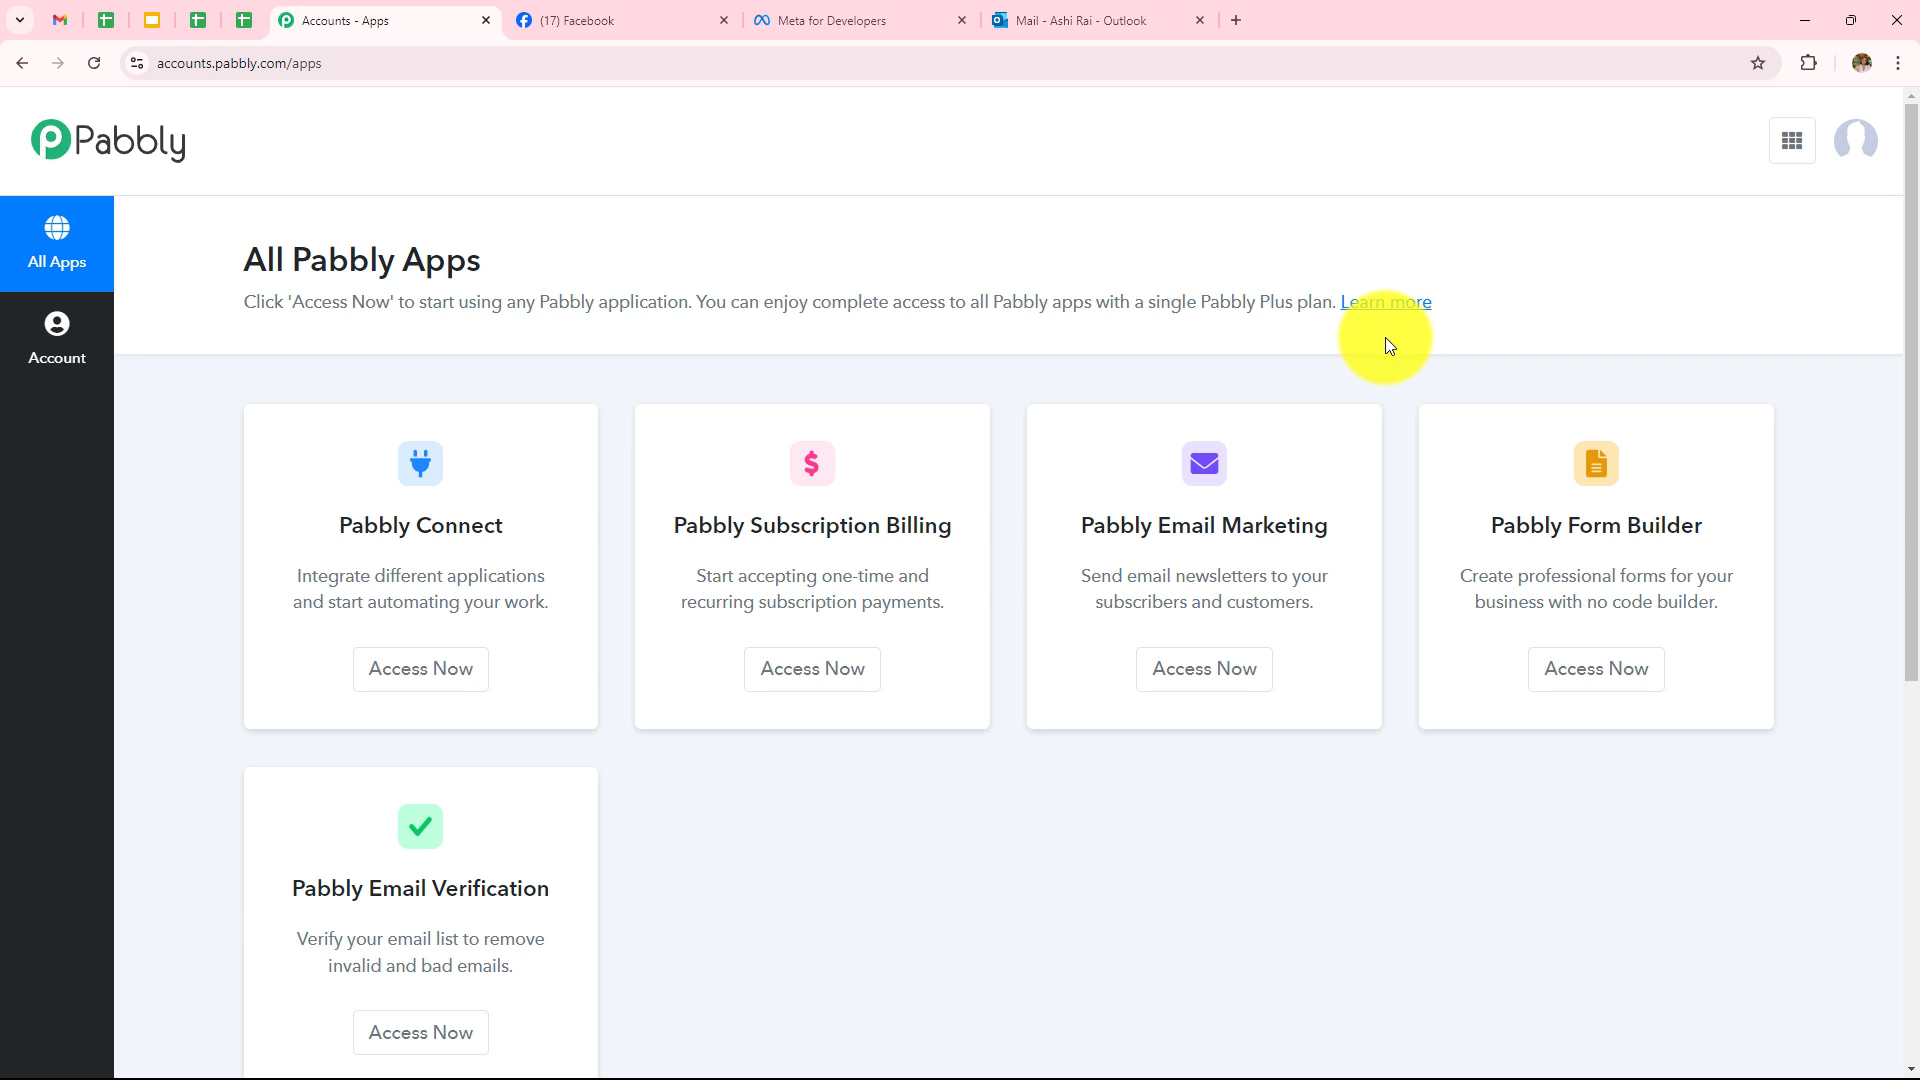 Accounts - Apps
(17) Facebook
Meta for Developers
Mail - Ashi Rai - Outlook
accounts.pabbly.com/apps
Pabbly
All Apps
Account
All Pabbly Apps
Click 'Access Now' to start using any Pabbly application. You can enjoy complete access to all Pabbly apps with a single Pabbly Plus plan. Learn more
Pabbly Connect
Integrate different applications
and start automating your work.
Access Now
Pabbly Subscription Billing
Start accepting one-time and
recurring subscription payments.
Access Now
Pabbly Email Marketing
Send email newsletters to your
subscribers and customers.
Access Now
Pabbly Form Builder
Create professional forms for your
business with no code builder.
Access Now
Pabbly Email Verification
Verify your email list to remove
invalid and bad emails.
Access Now